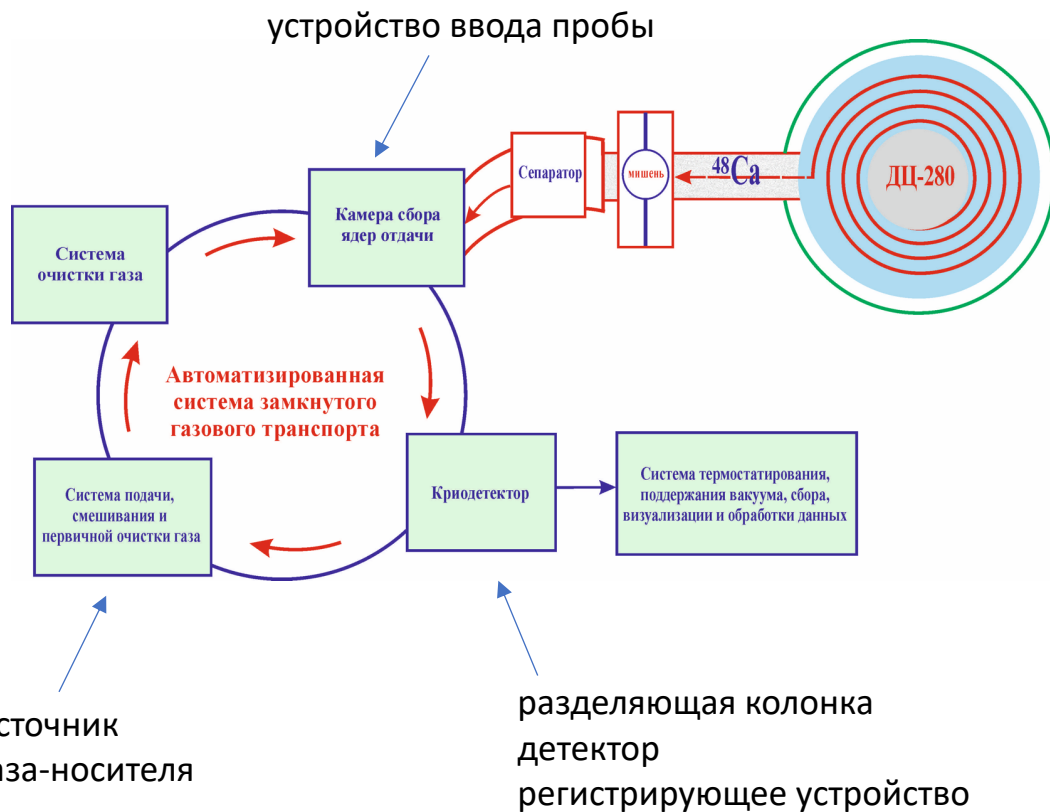 устройство ввода пробы
Сепаратор
мишень
48Ca
ДЦ-280
Камера сбора
ядер отдачи
Система
очистки газа
Автоматизированная
система замкнутого
газового транспорта
Система подачи,
смешивания и
первичной очистки газа
Криодетектор
Система термостатирования,
поддержания вакуума, сбора,
визуализации и обработки данных
сточник
аза-носителя
разделяющая колонка
детектор
регистрирующее устройство